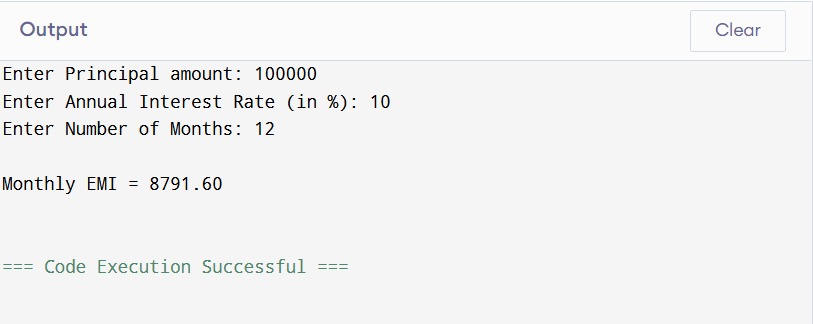 Output
Clear
Enter Principal amount: 100000
Enter Annual Interest Rate (in %): 10
Enter Number of Months: 12
Monthly EMI = 8791.60
=== Code Execution Successful ===